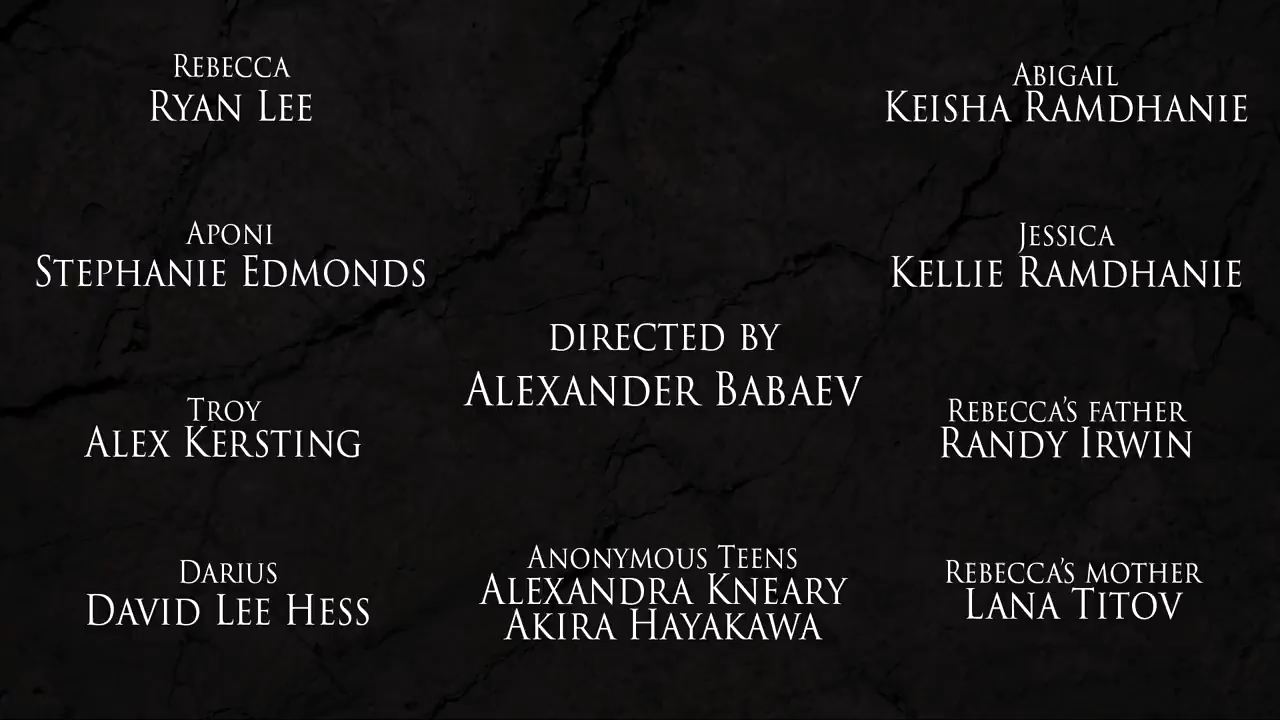 Rebecca
Ryan Lee
Aponi
Stephanie Edmonds
Troy
Alex Kersting
Darius
David Lee Hess
directed by
Alexander Babaev
Anonymous Teens
Alexandra Kneary
Akira Hayakawa
Abigail
Keisha Ramdhanie
Jessica
Kellie Ramdhanie
Rebecca's father
Randy Irwin
Rebecca's mother
Lana Titov